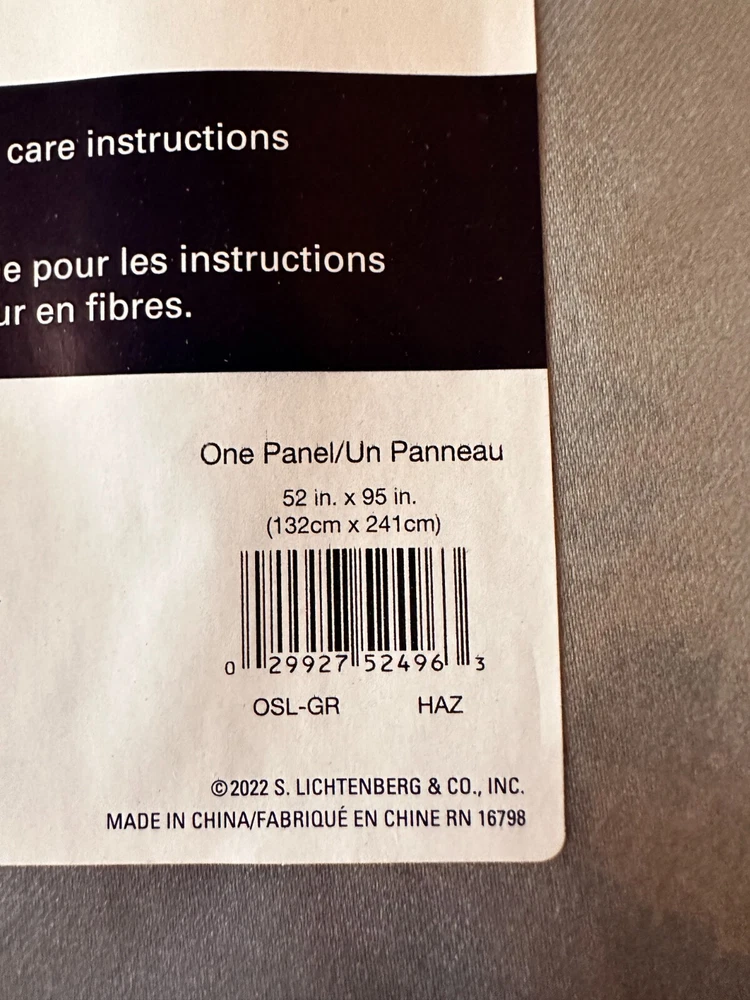 care instructions
e pour les instructions
ur en fibres.
One Panel/Un Panneau
52 in. x 95 in.
(132cm x 241cm)
0 29927 52496 3
OSL-GR HAZ
©2022 S. LICHTENBERG & CO., INC.
MADE IN CHINA/FABRIQUÉ EN CHINE RN 16798